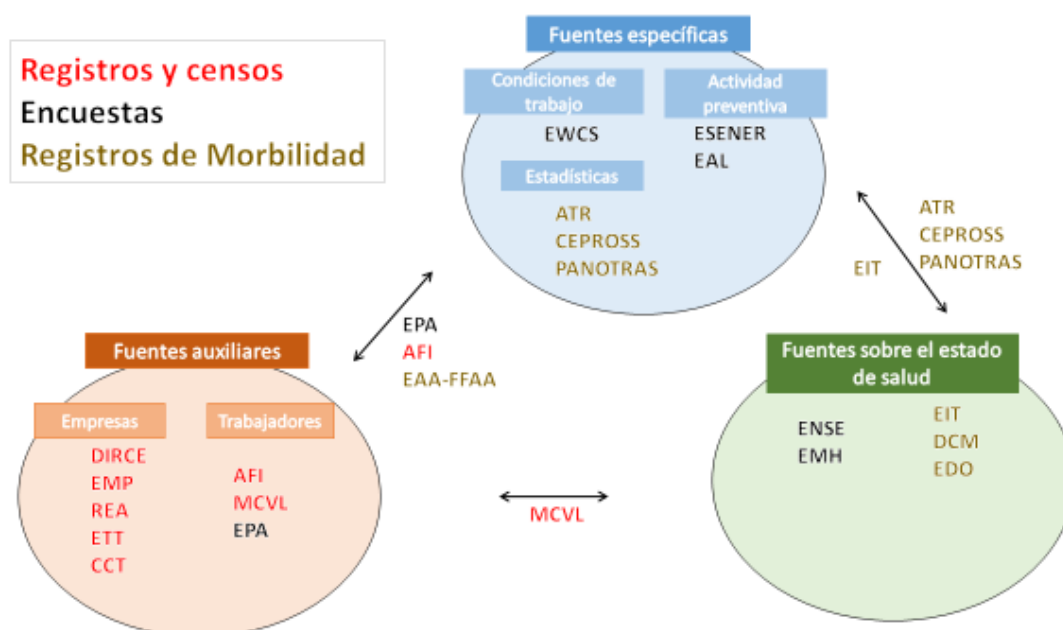 Registros y censos
Encuestas
Registros de Morbilidad
Fuentes específicas
Condiciones de
trabajo
EWCS
Actividad
preventiva
ESENER
EAL
Estadísticas
ATR
CEPROSS
PANOTRAS
ATR
CEPROSS
PANOTRAS
EIT
EPA
AFI
EAA-FFAA
Fuentes auxiliares
Empresas
DIRCE
EMP
REA
ETT
CCT
Trabajadores
AFI
MCVL
EPA
MCVL
Fuentes sobre el estado
de salud
ENSE
EMH
EIT
DCM
EDO